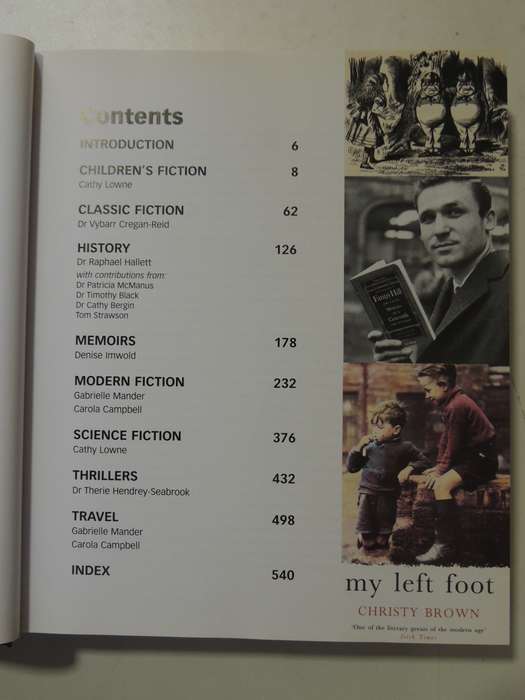 Contents
INTRODUCTION 6
CHILDREN'S FICTION 8
Cathy Lowne
CLASSIC FICTION 62
Dr Vybarr Cregan-Reid
HISTORY 126
Dr Raphael Hallett
with contributions from:
Dr Patricia McManus
Dr Timothy Black
Dr Cathy Bergin
Tom Strawson
MEMOIRS 178
Denise Imwold
MODERN FICTION 232
Gabrielle Mander
Carola Campbell
SCIENCE FICTION 376
Cathy Lowne
THRILLERS 432
Dr Therie Hendrey-Seabrook
TRAVEL 498
Gabrielle Mander
Carola Campbell
INDEX 540
Fanny Hill
my left foot
CHRISTY BROWN
'One of the literary greats of the modern age'
Irish Times